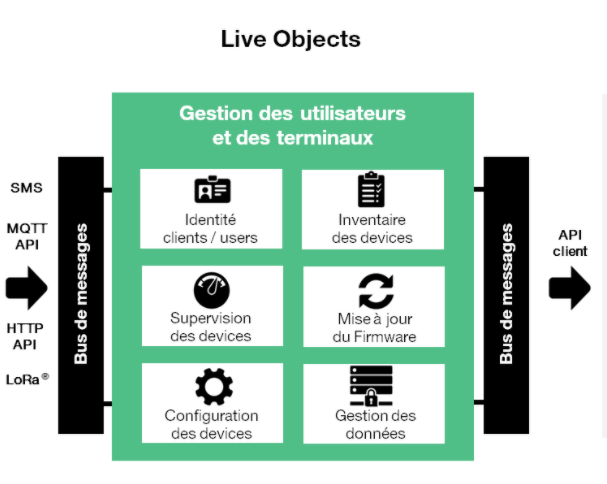 Live Objects
Gestion des utilisateurs
et des terminaux
SMS
MQTT
API
HTTP
API
LoRa®
Bus de messages
Identité
clients / users
Inventaire
des devices
Supervision
des devices
Mise à jour
du Firmware
Configuration
des devices
Gestion des
données
Bus de messages
API
client